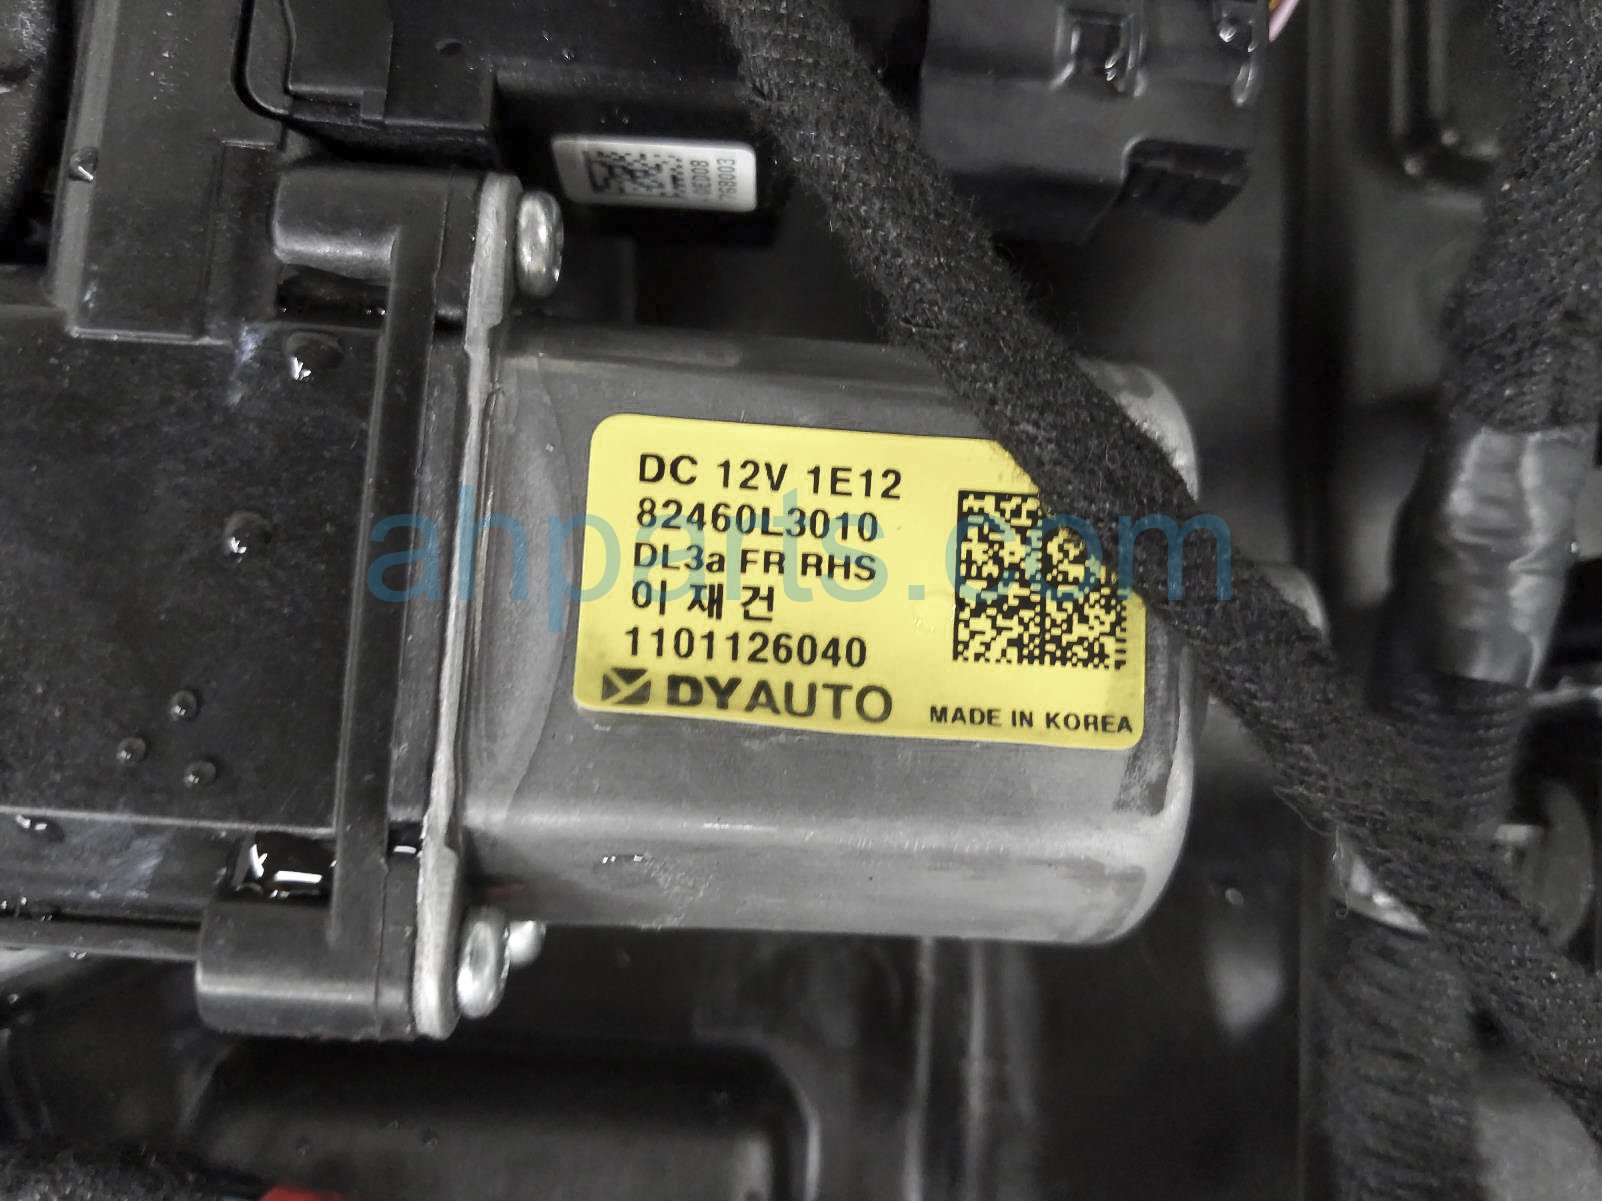 DC 12V 1E12
82460L3010
DL3a FR RHS
이 재 건
1101126040
DYAUTO
MADE IN KOREA
ahparts.com